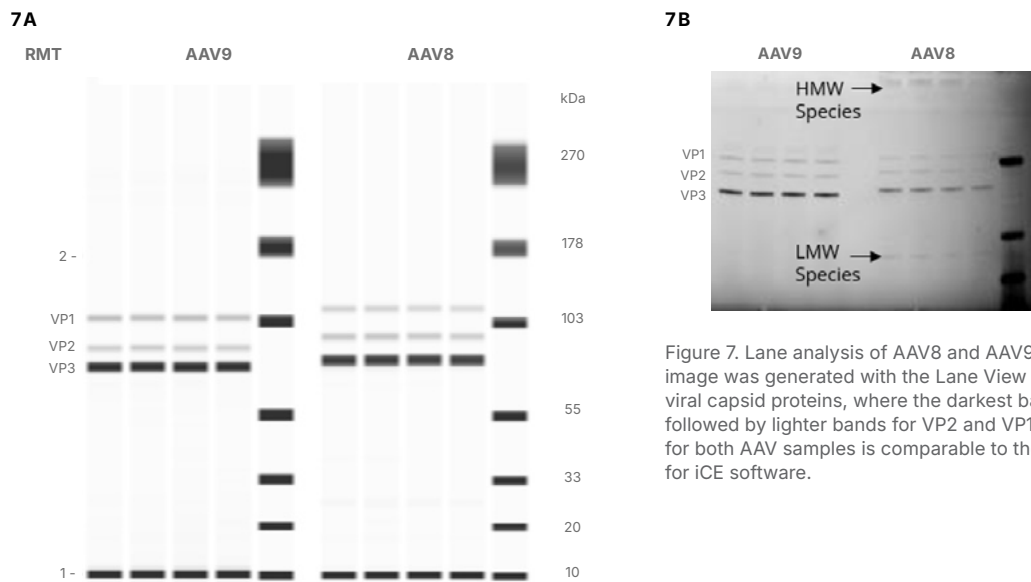 7A
RMT AAV9 AAV8
kDa
270
178
2 -
103
VP1
VP2
VP3
55
33
20
1 -
10
7B
AAV9 AAV8
HMW
Species
VP1
VP2
VP3
LMW
Species
Figure 7. Lane analysis of AAV8 and AAV9
image was generated with the Lane View
viral capsid proteins, where the darkest
followed by lighter bands for VP2 and VP1
for both AAV samples is comparable to
for iCE software.